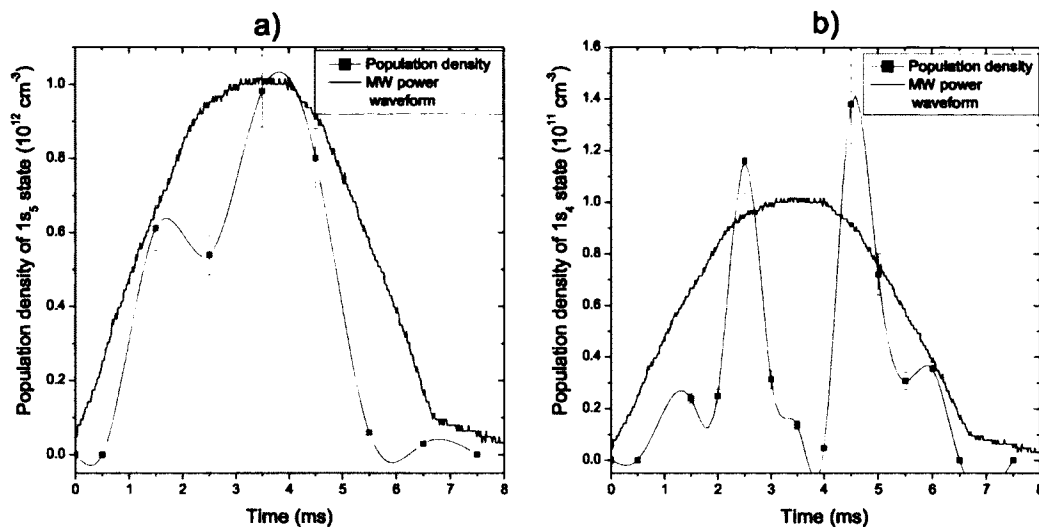 a)
Population density of 1s5 state (10^12 cm^-3)
1.0
0.8
0.6
0.4
0.2
0.0
Population density
MW power
waveform
0 1 2 3 4 5 6 7 8
Time (ms)
b)
Population density of 1s4 state (10^11 cm^-3)
1.6
1.4
1.2
1.0
0.8
0.6
0.4
0.2
0.0
Population density
MW power
waveform
0 1 2 3 4 5 6 7 8
Time (ms)